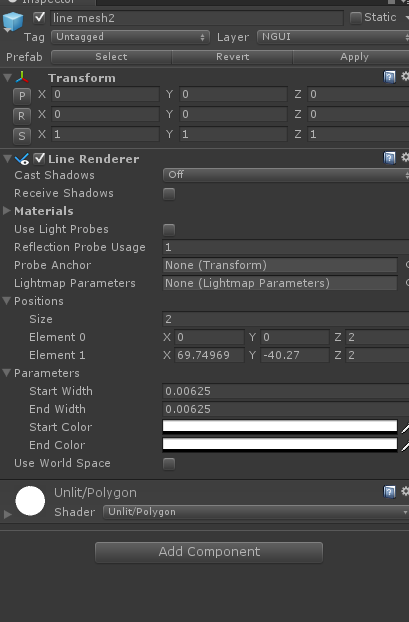 Inspector
line mesh2 Static
Tag Untagged Layer NGUI
Prefab Select Revert Apply
Transform
P X 0 Y 0 Z 0
R X 0 Y 0 Z 0
S X 1 Y 1 Z 1
Line Renderer
Cast Shadows Off
Receive Shadows
Materials
Use Light Probes
Reflection Probe Usage 1
Probe Anchor None (Transform)
Lightmap Parameters None (Lightmap Parameters)
Positions
Size 2
Element 0 X 0 Y 0 Z 2
Element 1 X 69.74969 Y -40.27 Z 2
Parameters
Start Width 0.00625
End Width 0.00625
Start Color
End Color
Use World Space
Unlit/Polygon
Shader Unlit/Polygon
Add Component